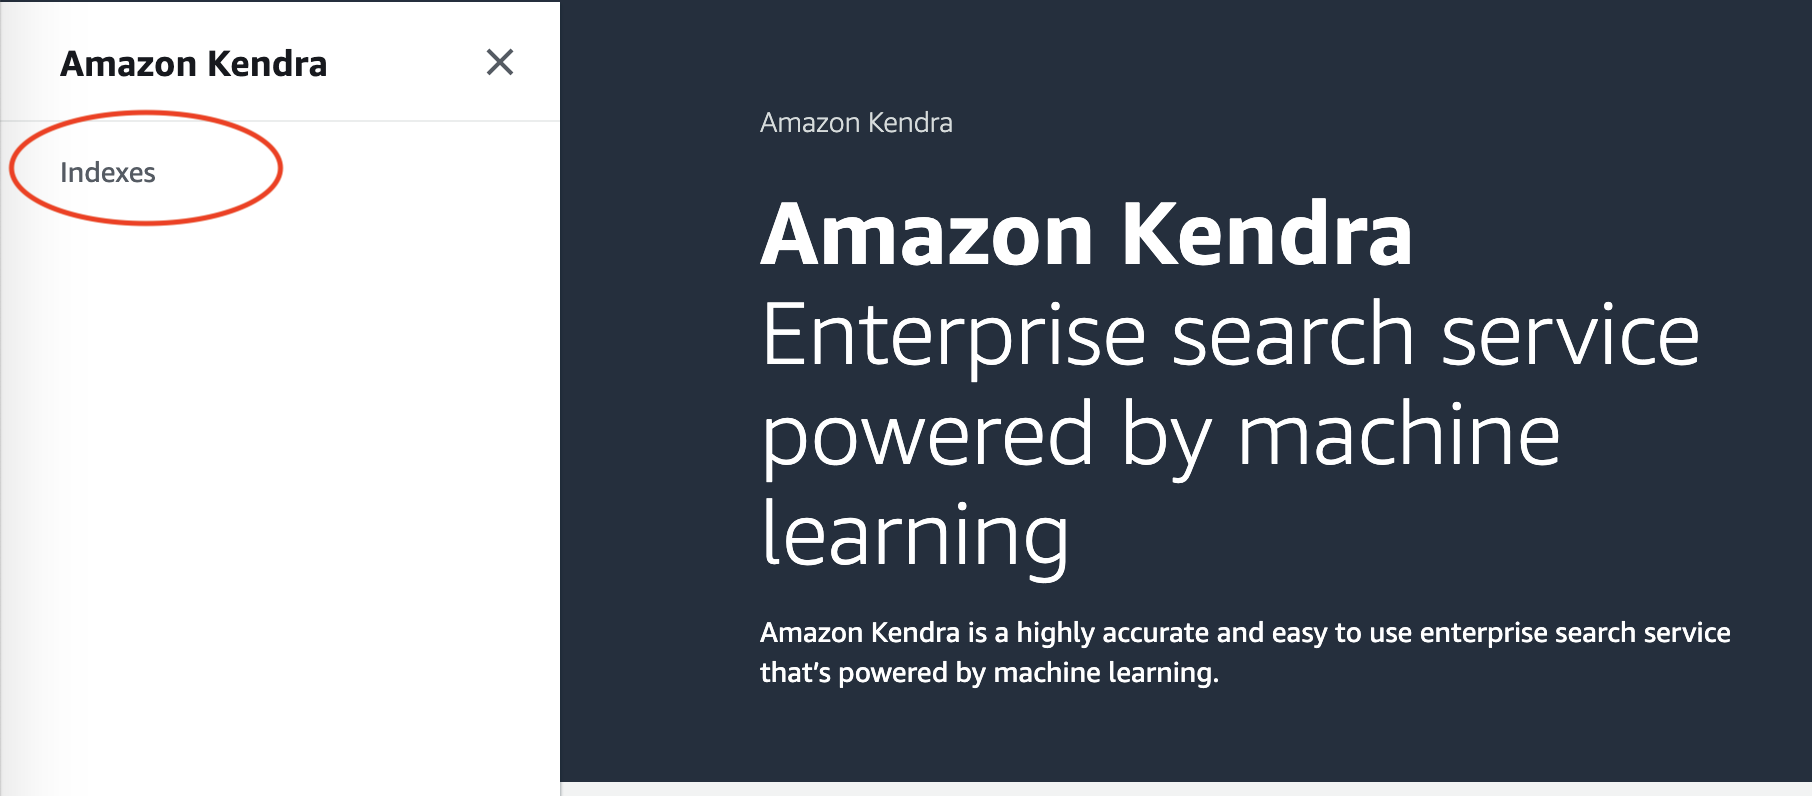 Amazon Kendra
Indexes
Amazon Kendra
Amazon Kendra
Enterprise search service
powered by machine
learning
Amazon Kendra is a highly accurate and easy to use enterprise search service
that’s powered by machine learning.